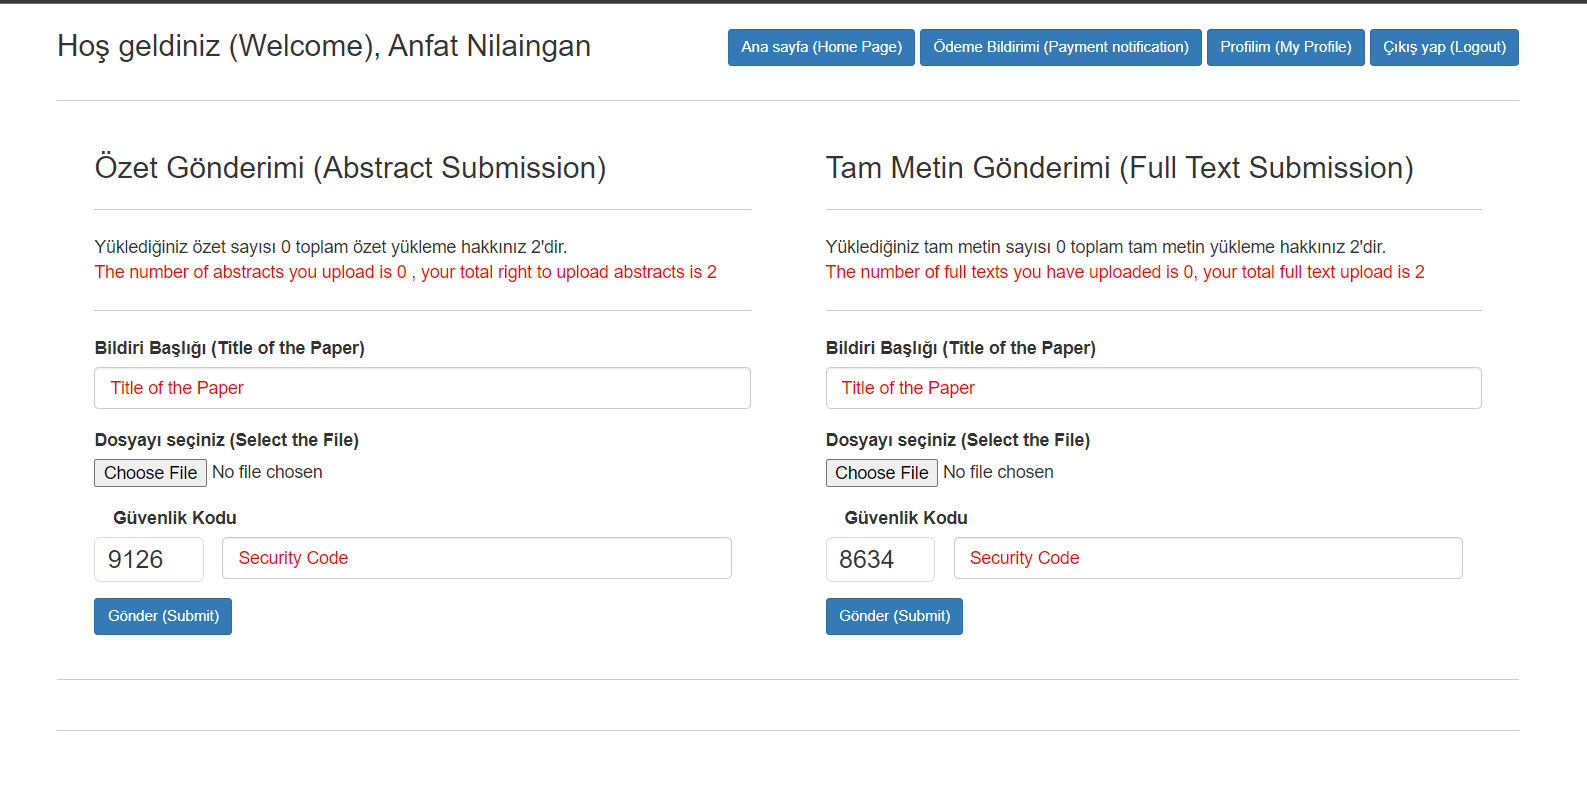 Hoş geldiniz (Welcome), Anfat Nilaingan
Ana sayfa (Home Page)
Ödeme Bildirimi (Payment notification)
Profilim (My Profile)
Çıkış yap (Logout)
Özet Gönderimi (Abstract Submission)
Yüklediğiniz özet sayısı 0 toplam özet yükleme hakkınız 2'dir.
The number of abstracts you upload is 0 , your total right to upload abstracts is 2
Bildiri Başlığı (Title of the Paper)
Title of the Paper
Dosyayı seçiniz (Select the File)
Choose File No file chosen
Güvenlik Kodu
9126 Security Code
Gönder (Submit)
Tam Metin Gönderimi (Full Text Submission)
Yüklediğiniz tam metin sayısı 0 toplam tam metin yükleme hakkınız 2'dir.
The number of full texts you have uploaded is 0, your total full text upload is 2
Bildiri Başlığı (Title of the Paper)
Title of the Paper
Dosyayı seçiniz (Select the File)
Choose File No file chosen
Güvenlik Kodu
8634 Security Code
Gönder (Submit)